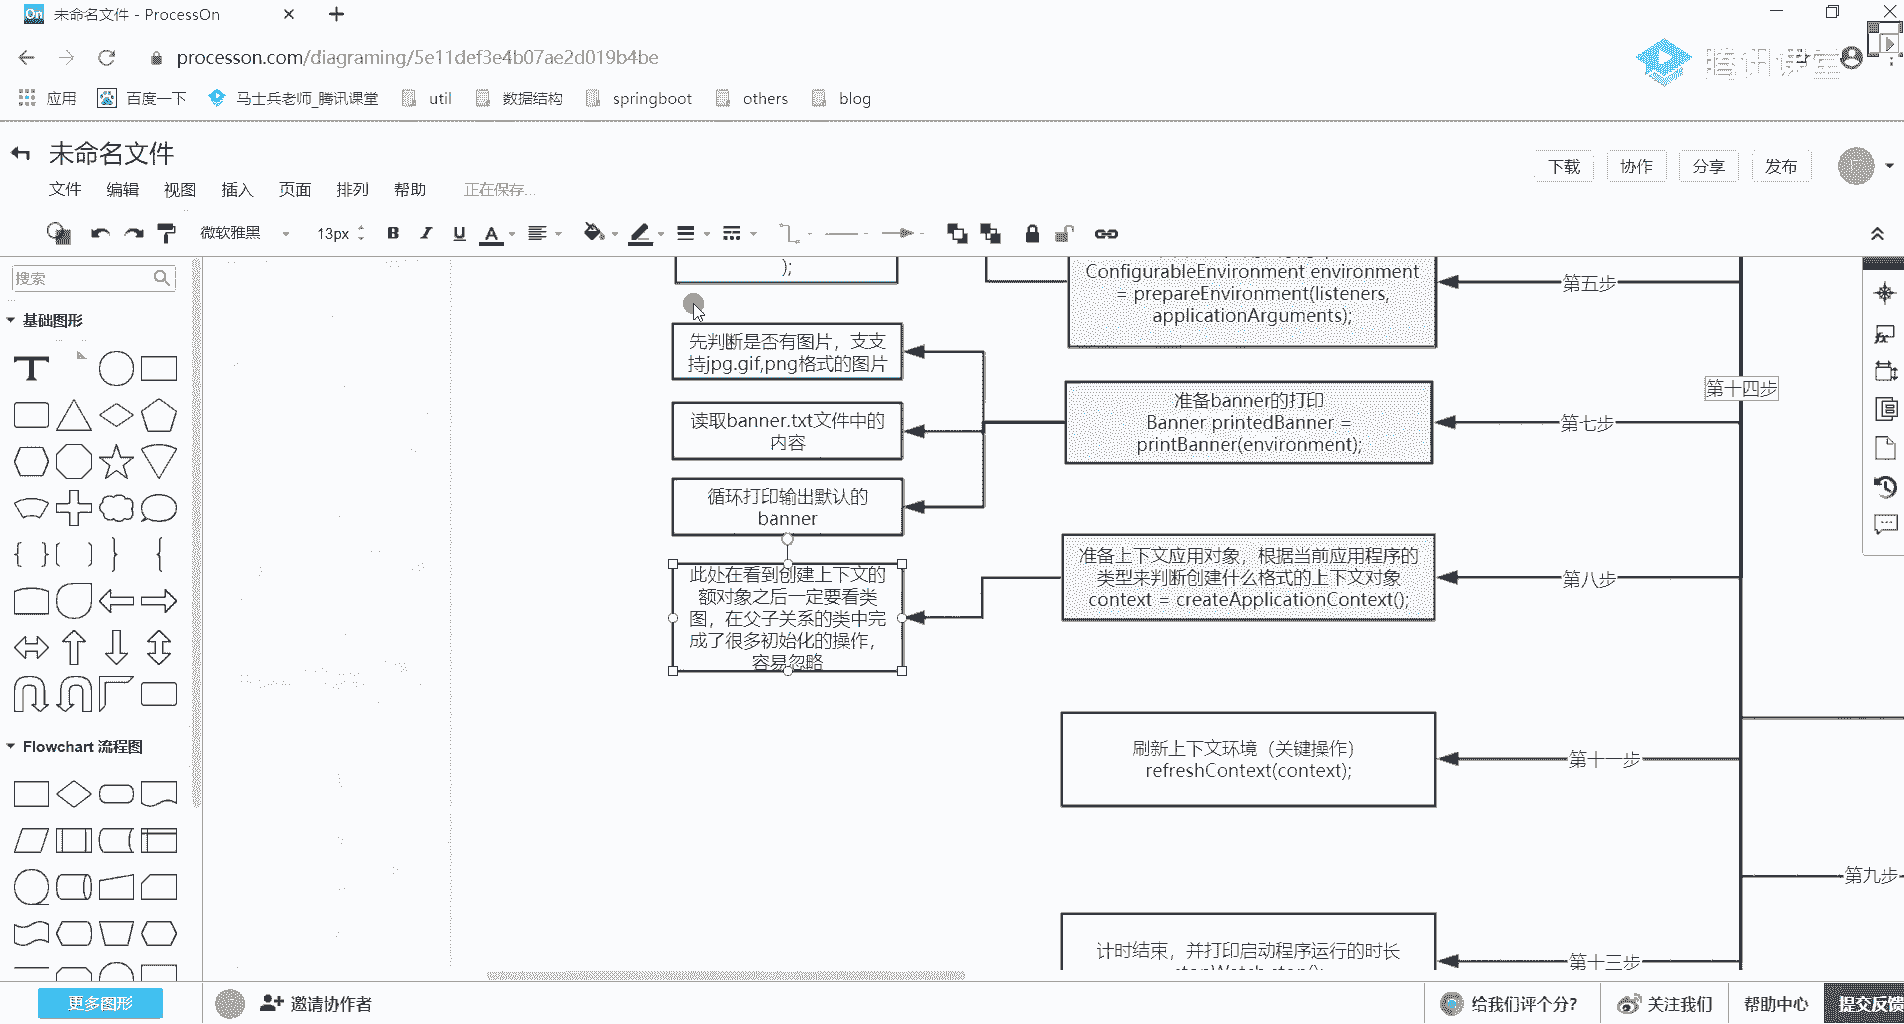 On 未命名文件 - ProcessOn
processon.com/diagraming/5e11def3e4b07ae2d019b4be
腾讯课堂
应用 百度一下 马士兵老师_腾讯课堂 util 数据结构 springboot others blog
未命名文件
下载 协作 分享 发布
文件 编辑 视图 插入 页面 排列 帮助 正在保存...
微软雅黑 13px B I U A
搜索
基础图形
T
Flowchart 流程图
);
ConfigurableEnvironment environment
= prepareEnvironment(listeners,
applicationArguments);
第五步
先判断是否有图片，支支
持jpg.gif,png格式的图片
读取banner.txt文件中的
内容
循环打印输出默认的
banner
准备banner的打印
Banner printedBanner =
printBanner(environment);
第七步
第十四步
此处在看到创建上下文的
额对象之后一定要看类
图，在父子关系的类中完
成了很多初始化的操作，
容易忽略
准备上下文应用对象，根据当前应用程序的
类型来判断创建什么格式的上下文对象
context = createApplicationContext();
第八步
刷新上下文环境（关键操作）
refreshContext(context);
第十一步
第九步
计时结束，并打印启动程序运行的时长
stopWatch.stop();
第十三步
更多图形
邀请协作者
给我们评个分?
关注我们
帮助中心
提交反馈